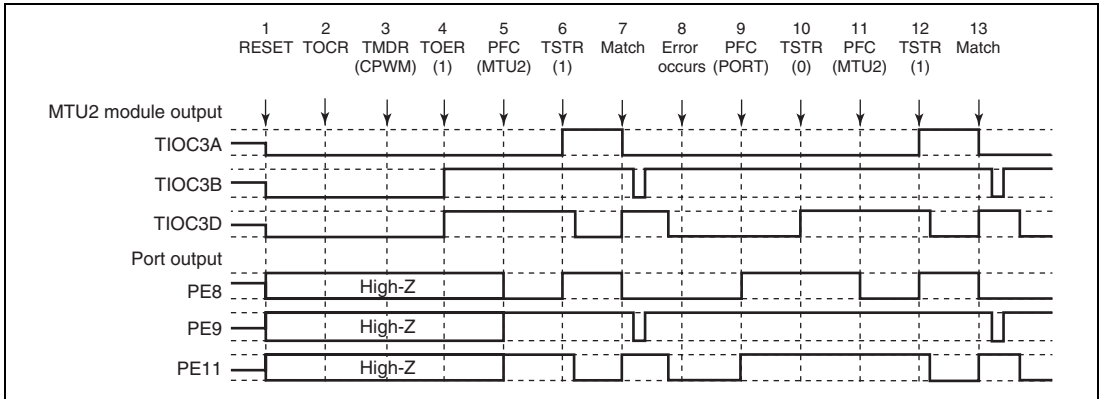 1 2 3 4 5 6 7 8 9 10 11 12 13
RESET TOCR TMDR TOER PFC TSTR Match Error PFC TSTR PFC TSTR Match
(CPWM) (1) (MTU2) (1) occurs (PORT) (0) (MTU2) (1)
MTU2 module output
TIOC3A
TIOC3B
TIOC3D
Port output
PE8 High-Z
PE9 High-Z
PE11 High-Z